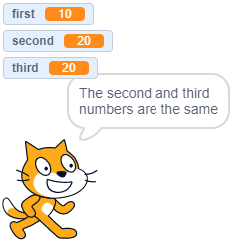 first 10
second 20
third 20
The second and third
numbers are the same